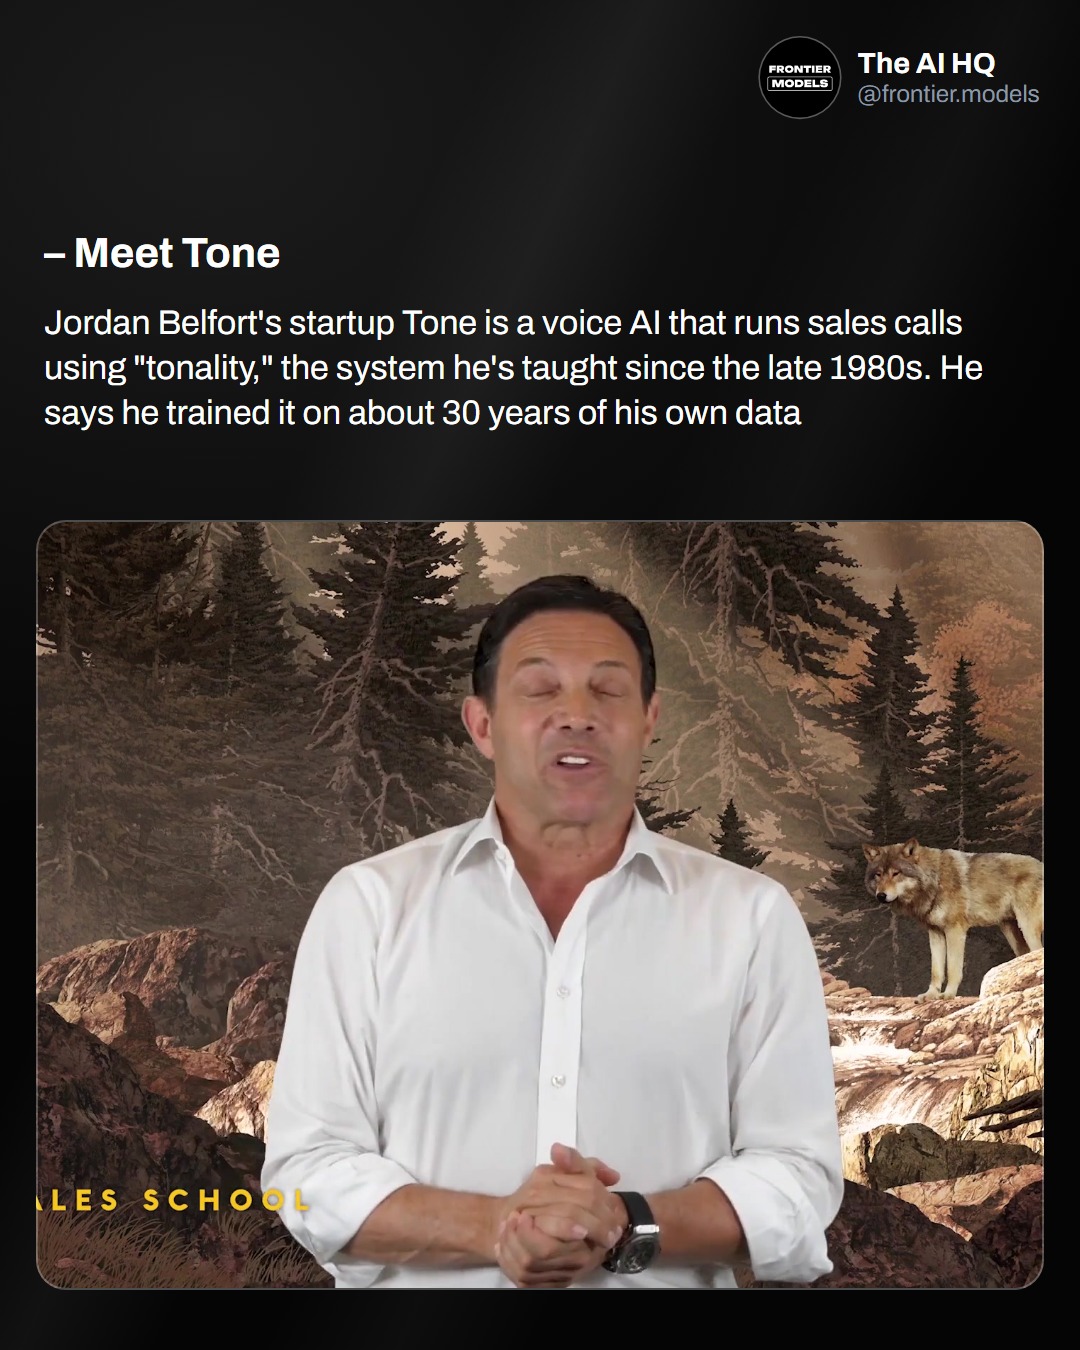 FRONTIER
MODELS
The AI HQ
@frontier.models
– Meet Tone
Jordan Belfort's startup Tone is a voice AI that runs sales calls
using "tonality," the system he's taught since the late 1980s. He
says he trained it on about 30 years of his own data
ALES SCHOOL